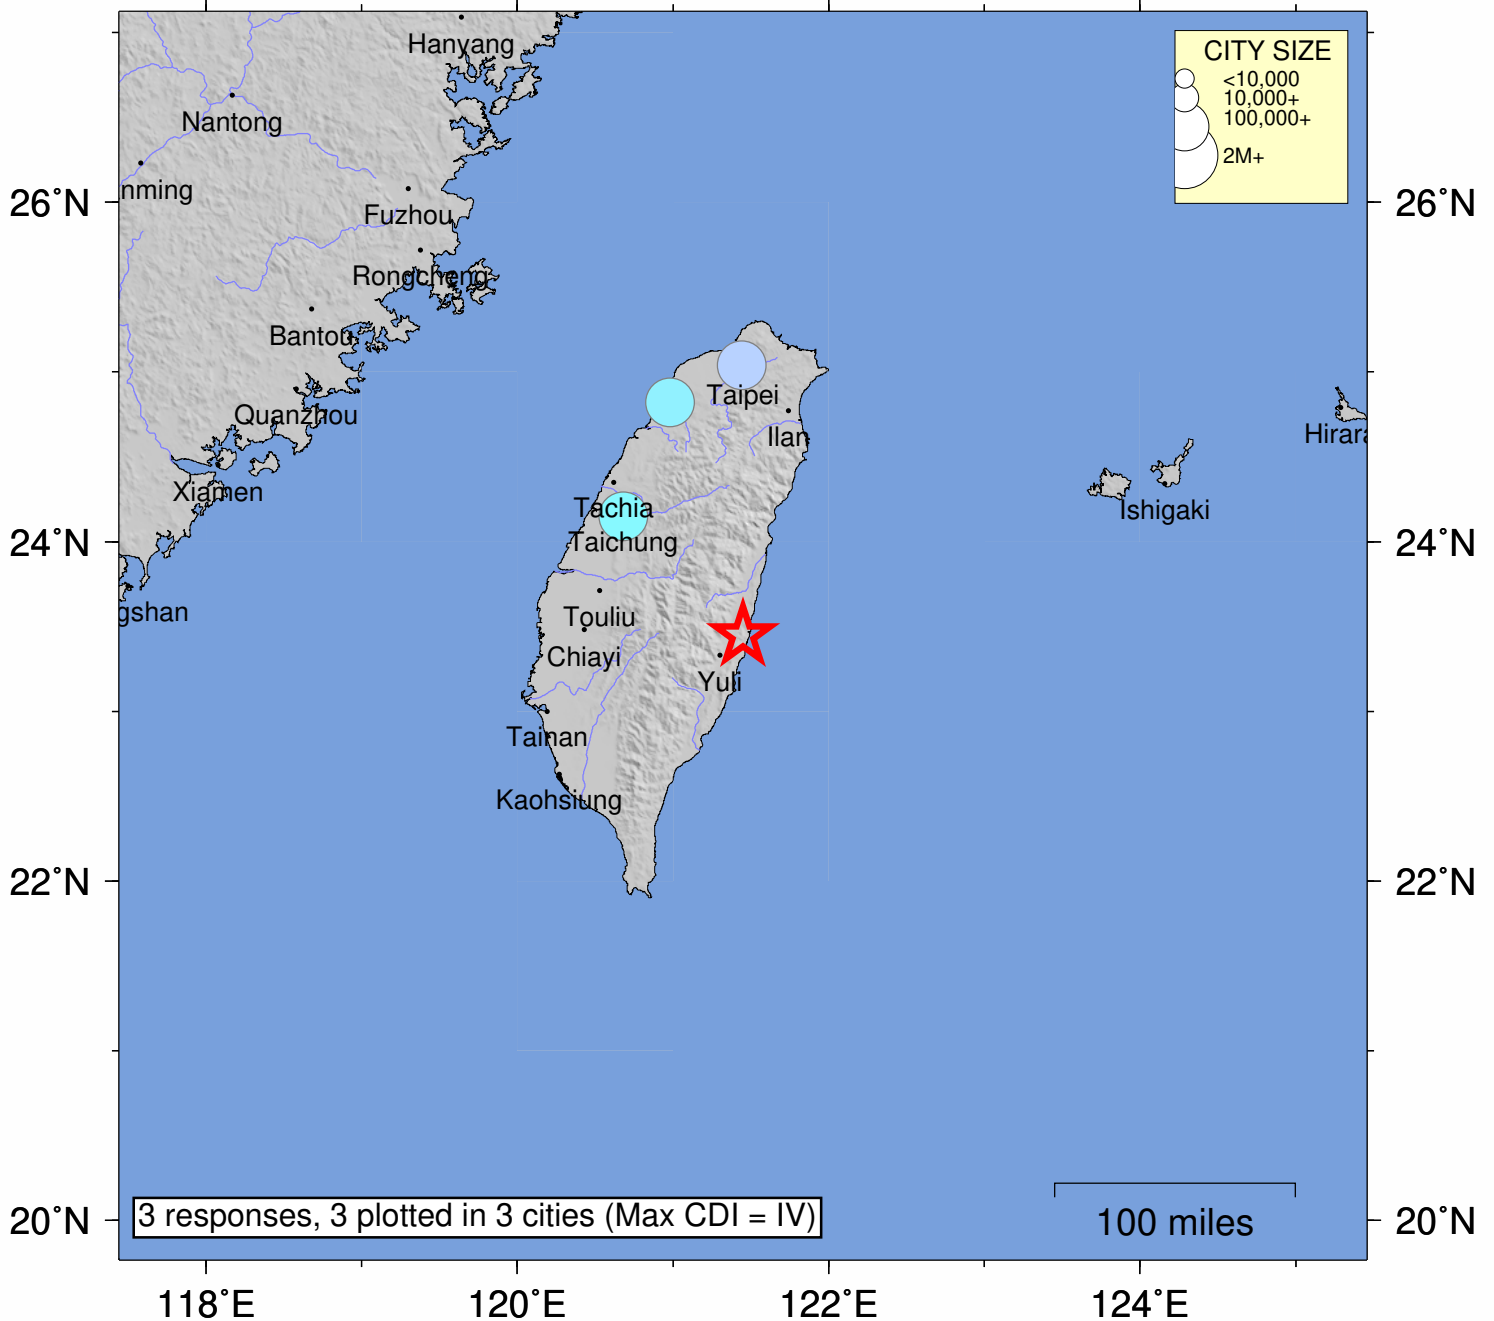 Hanyang
CITY SIZE
<10,000
10,000+
100,000+
2M+
Nantong
nming
26°N
26°N
Fuzhou
Rongcheng
Bantou
Taipei
Quanzhou
Ilan
Hirara
Xiamen
Tachia
Ishigaki
24°N
Taichung
24°N
gshan
Touliu
Chiayi
Yuli
Tainan
Kaohsiung
22°N
22°N
3 responses, 3 plotted in 3 cities (Max CDI = IV)
100 miles
20°N
20°N
118°E
120°E
122°E
124°E